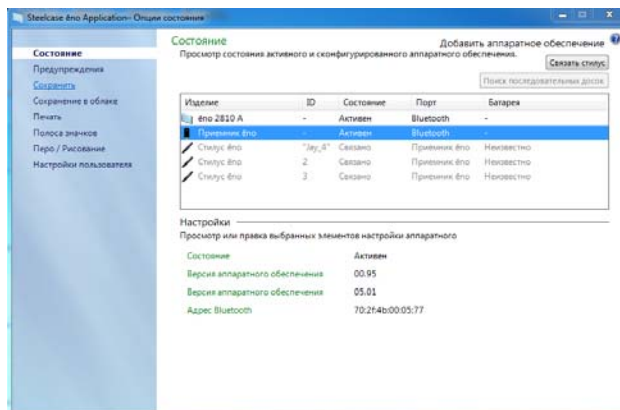 Steelcase ēno Application- Опции состояния
Состояние
Предупреждения
Сохранить
Сохранение в облаке
Печать
Полоса значков
Перо / Рисование
Настройки пользователя
Состояние
Добавить аппаратное обеспечение
Просмотр состояния активного и сконфигурированного аппаратного обеспечения.
Связать стилус
Поиск последовательных досок
Изделие ID Состояние Порт Батарея
ēno 2810 A - Активен Bluetooth -
Приемник ēno - Активен Bluetooth -
Стилус ēno "Jay_4" Связано Приемник ēno Неизвестно
Стилус ēno 2 Связано Приемник ēno Неизвестно
Стилус ēno 3 Связано Приемник ēno Неизвестно
Настройки
Просмотр или правка выбранных элементов настройки аппаратного
Состояние Активен
Версия аппаратного обеспечения 00.95
Версия аппаратного обеспечения 05.01
Адрес Bluetooth 70:2f:4b:00:05:77